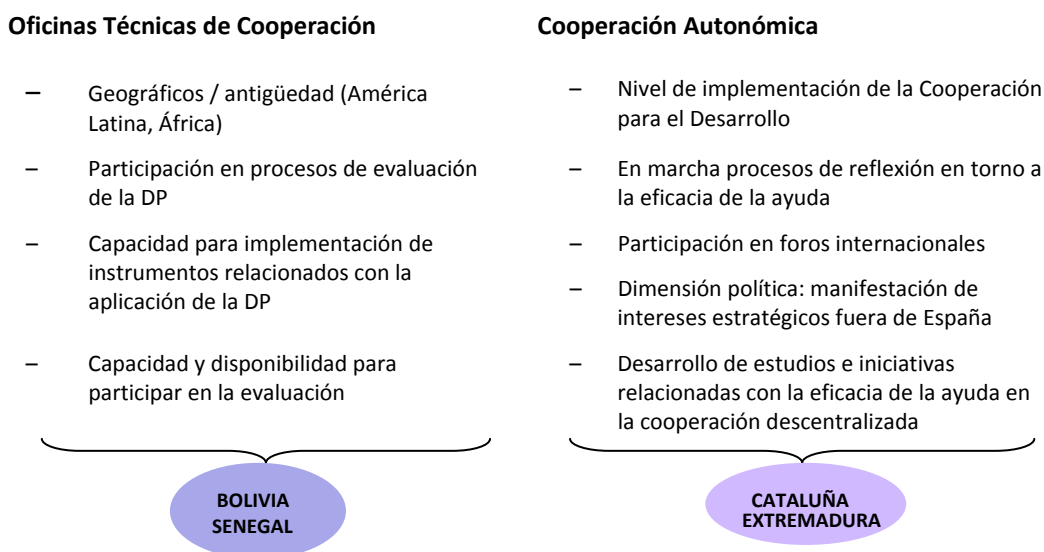 Oficinas Técnicas de Cooperación
– Geográficos / antigüedad (América
Latina, África)
– Participación en procesos de evaluación
de la DP
– Capacidad para implementación de
instrumentos relacionados con la
aplicación de la DP
– Capacidad y disponibilidad para
participar en la evaluación
BOLIVIA
SENEGAL
Cooperación Autonómica
– Nivel de implementación de la Cooperación
para el Desarrollo
– En marcha procesos de reflexión en torno a
la eficacia de la ayuda
– Participación en foros internacionales
– Dimensión política: manifestación de
intereses estratégicos fuera de España
– Desarrollo de estudios e iniciativas
relacionadas con la eficacia de la ayuda en
la cooperación descentralizada
CATALUÑA
EXTREMADURA